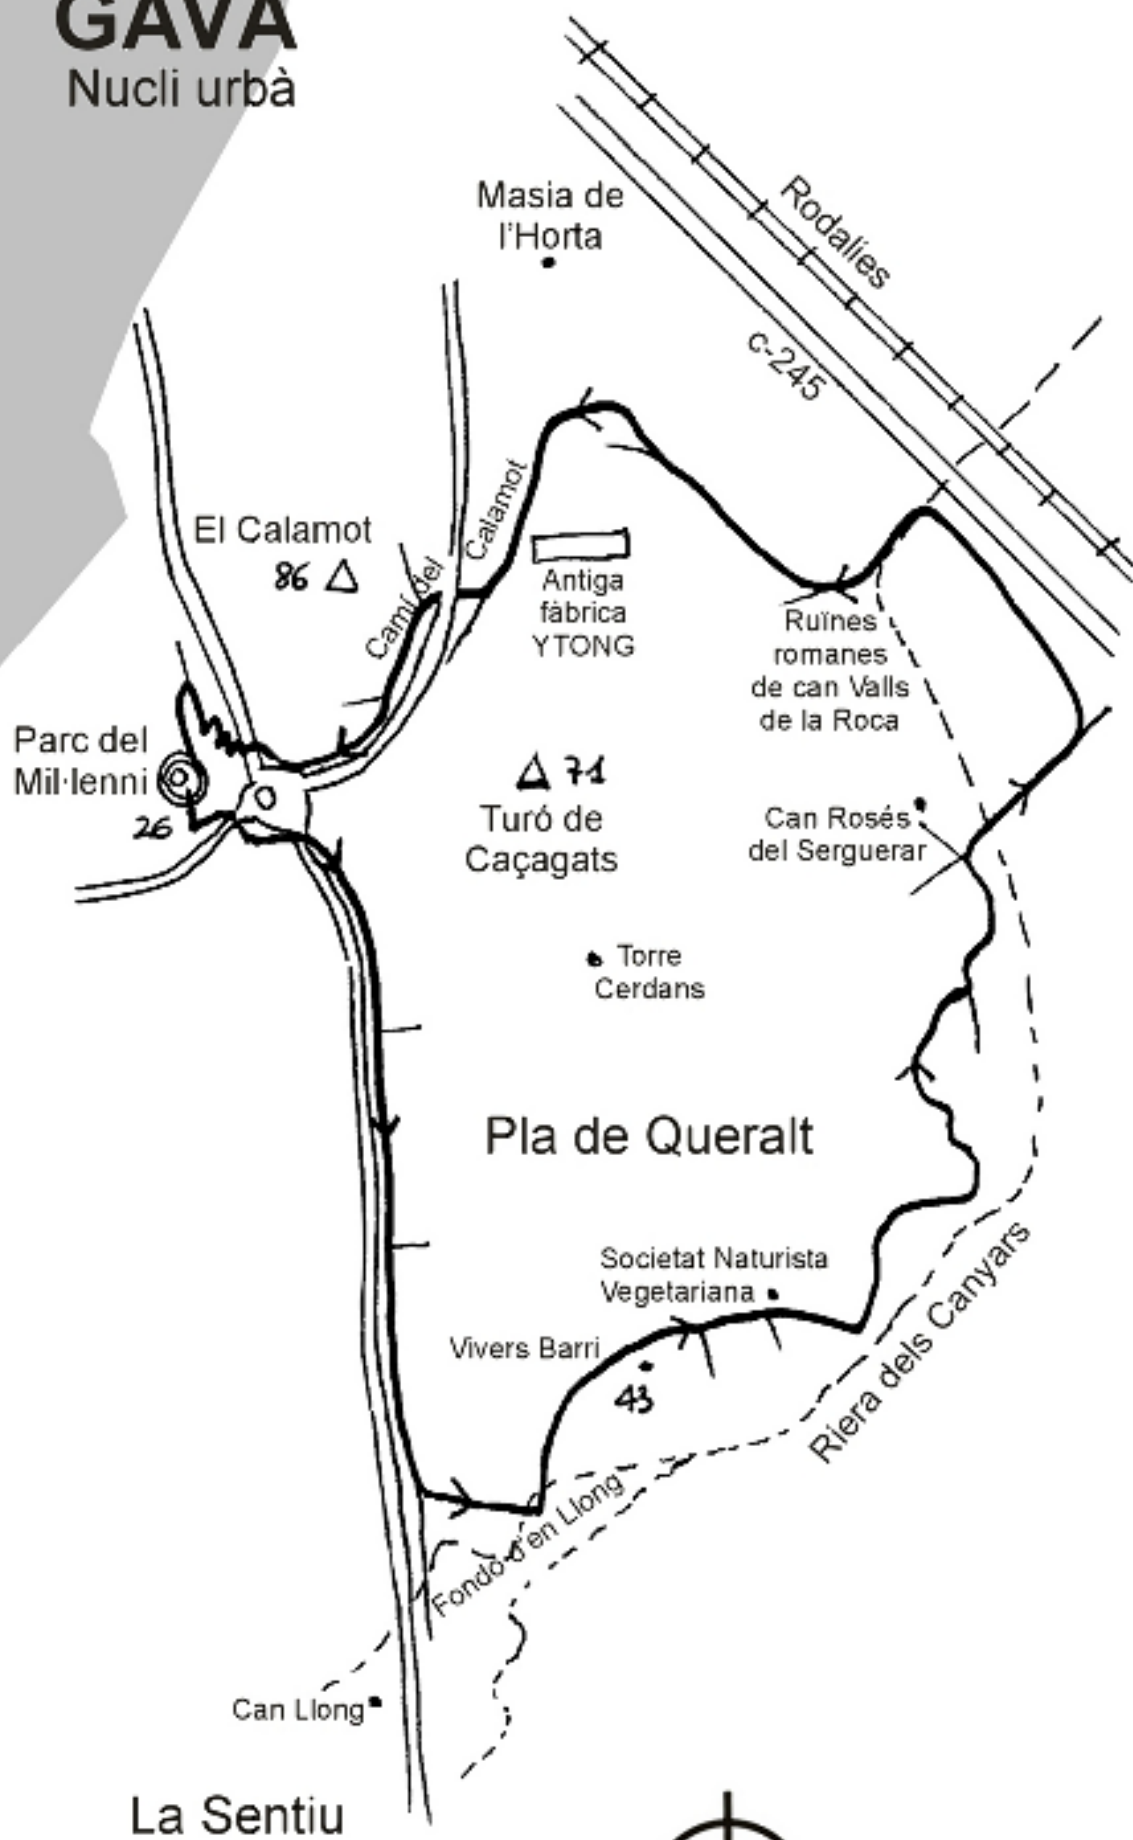 GAVÀ
Nucli urbà
Masia de
l'Horta
Rodalíes
c-245
El Calamot
86
Camí del
Calamot
Antiga
fàbrica
YTONG
Ruïnes
romanes
de can Valls
de la Roca
Parc del
Mil·lenni
26
71
Turó de
Caçagats
Can Rosés
del Serguerar
Torre
Cerdans
Pla de Queralt
Societat Naturista
Vegetariana
Vivers Barri
43
Riera dels Canyars
Fondo d'en Llong
Can Llong
La Sentiu